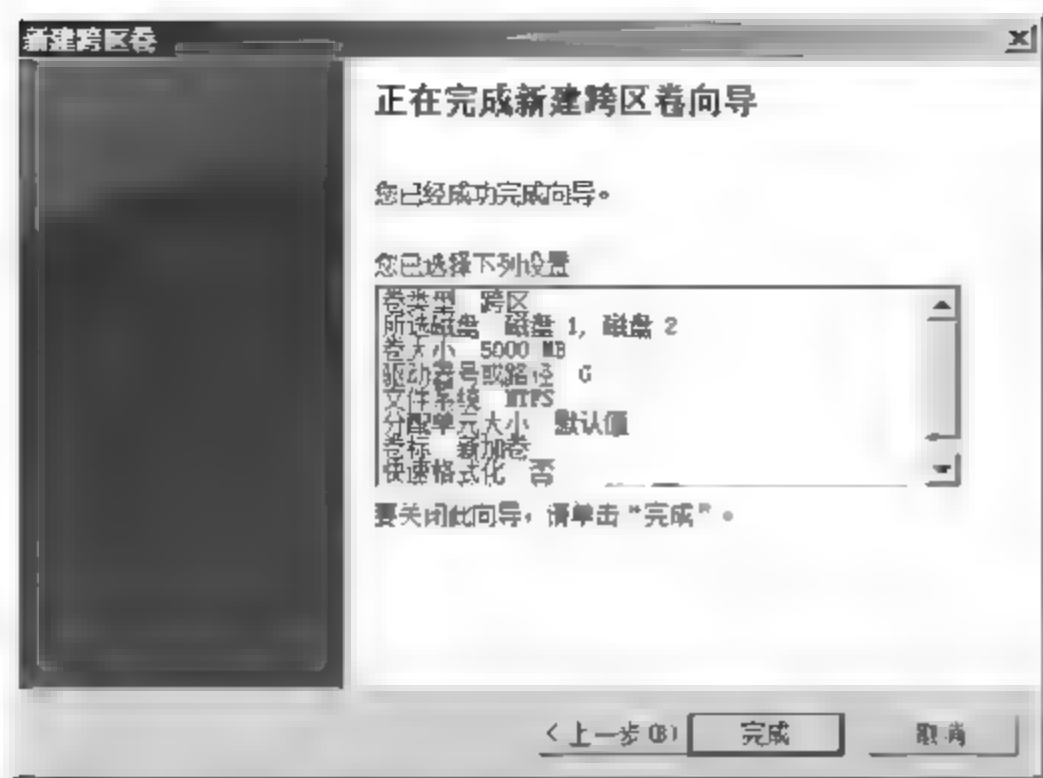 新建跨区卷
正在完成新建跨区卷向导
您已经成功完成向导。
您已选择下列设置
卷类型 跨区
所选磁盘 磁盘 1, 磁盘 2
卷大小 5000 MB
驱动器号或路径 G
文件系统 NTFS
分配单元大小 默认值
卷标 新加卷
快速格式化 否
要关闭此向导，请单击“完成”。
< 上一步(B)
完成
取消